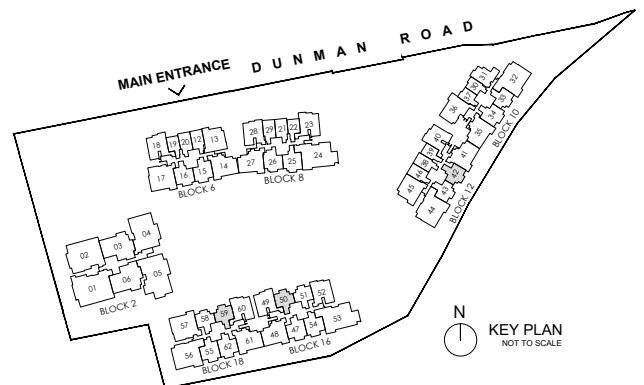 DUNMAN ROAD
MAIN ENTRANCE
18 19 20 12 13
17 16 15 14
BLOCK 6
28 29 21 22 23
27 26 25 24
BLOCK 8
31 32
30
37 33
36 34
35
BLOCK 10
40
39 41
38
46 42
45 43
44
BLOCK 12
04
03
02
01 06 05
BLOCK 2
57 58 59 60
56 55 62 61
BLOCK 18
49 50 51 52
48 47 54 53
BLOCK 16
N
KEY PLAN
NOT TO SCALE